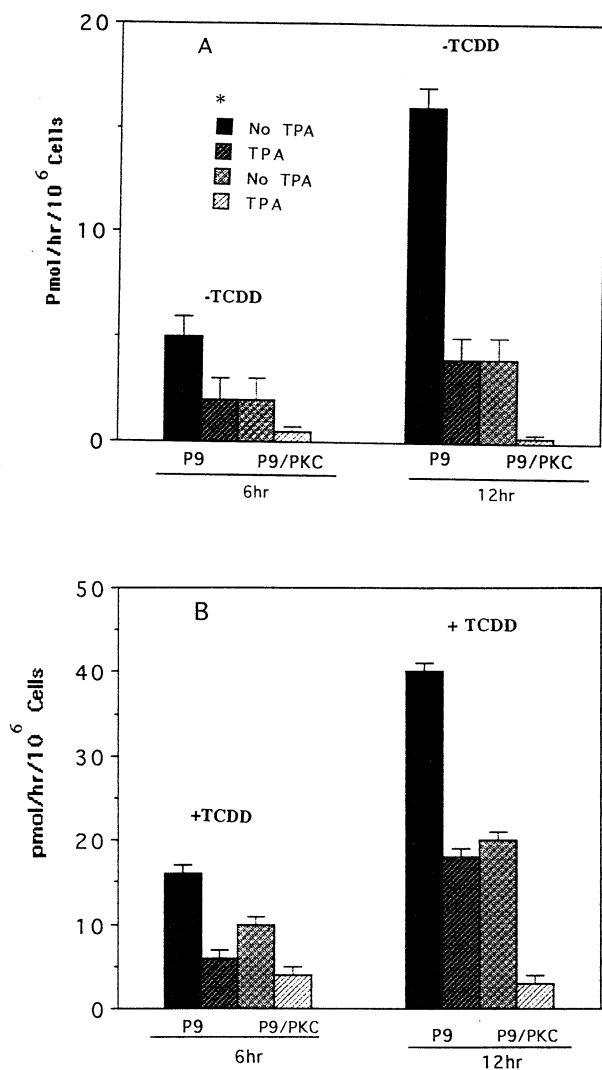 20
A
-TCDD
*
No TPA
TPA
No TPA
TPA
10
Pmol/hr/10 6 Cells
-TCDD
0
P9 P9/PKC P9 P9/PKC
6hr 12hr
50
B
+ TCDD
40
30
pmol/hr/10 6 Cells
20
+TCDD
10
0
P9 P9/PKC P9 P9/PKC
6hr 12hr